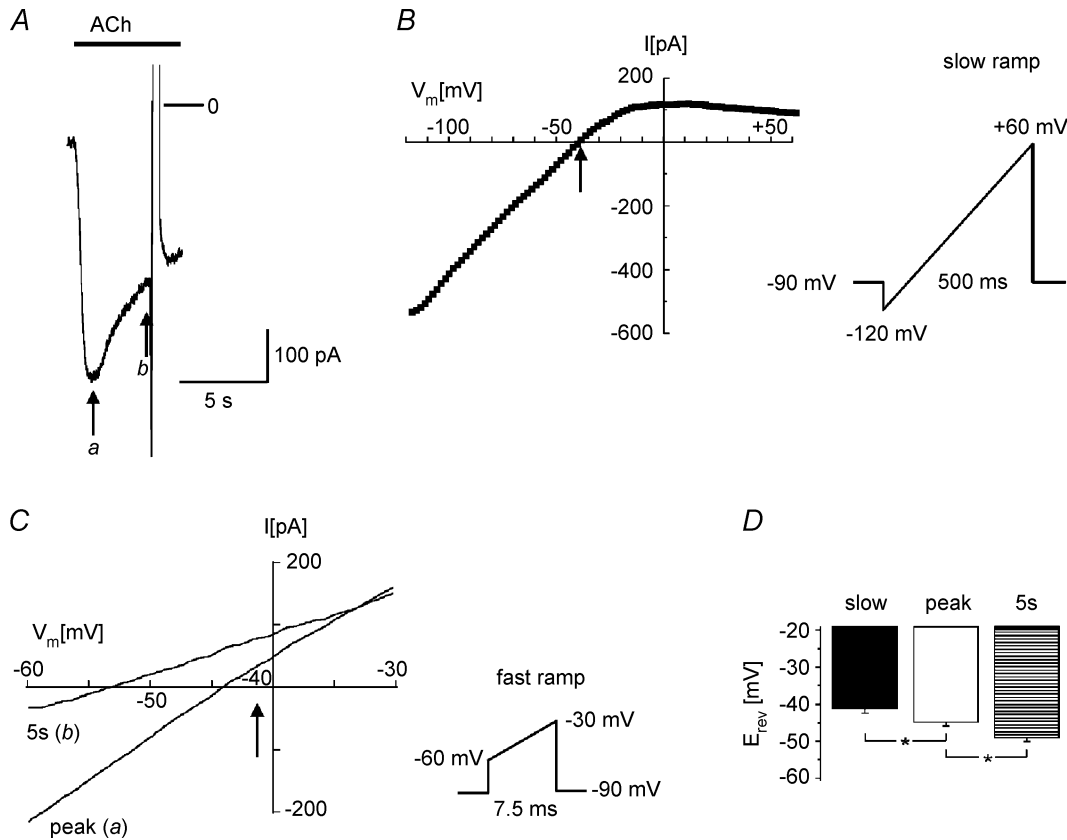 A
ACh
0
100 pA
5 s
a
b
B
I[pA]
Vm[mV]
200
-100
-50
+50
-200
-400
-600
slow ramp
+60 mV
-90 mV
500 ms
-120 mV
C
I[pA]
200
Vm[mV]
-60
-50
-40
-30
5s (b)
peak (a)
-200
fast ramp
-30 mV
-60 mV
-90 mV
7.5 ms
D
slow peak 5s
Erev [mV]
-20
-30
-40
-50
-60
*
*